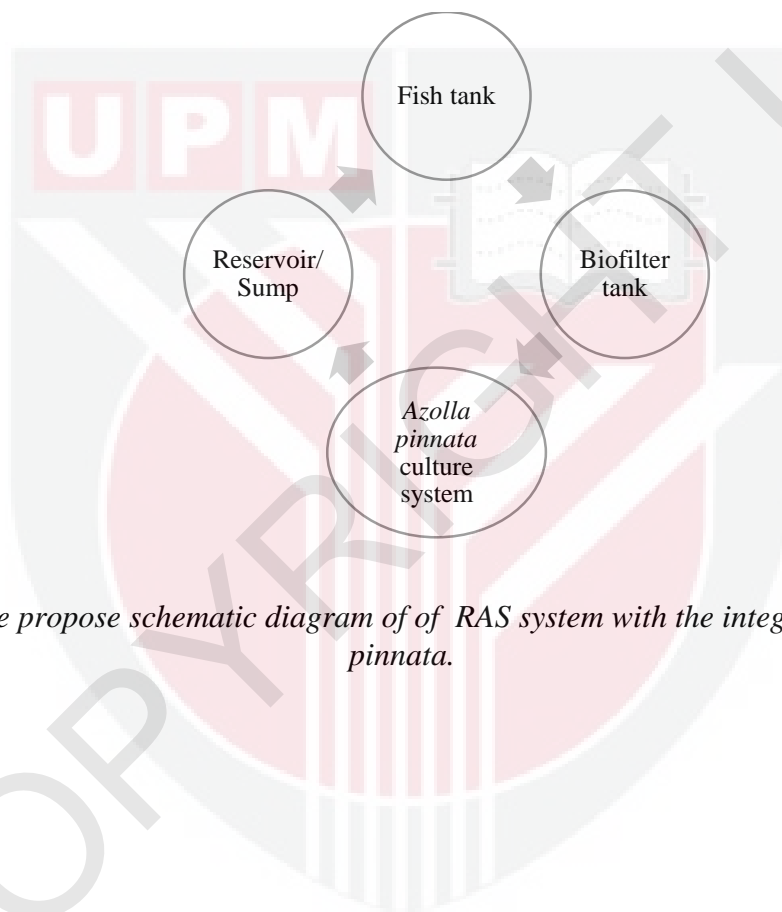 UPM
Fish tank
Reservoir/
Sump
Biofilter
tank
Azolla
pinnata
culture
system
propose schematic diagram of of RAS system with the
pinnata.
OPYRIGHT